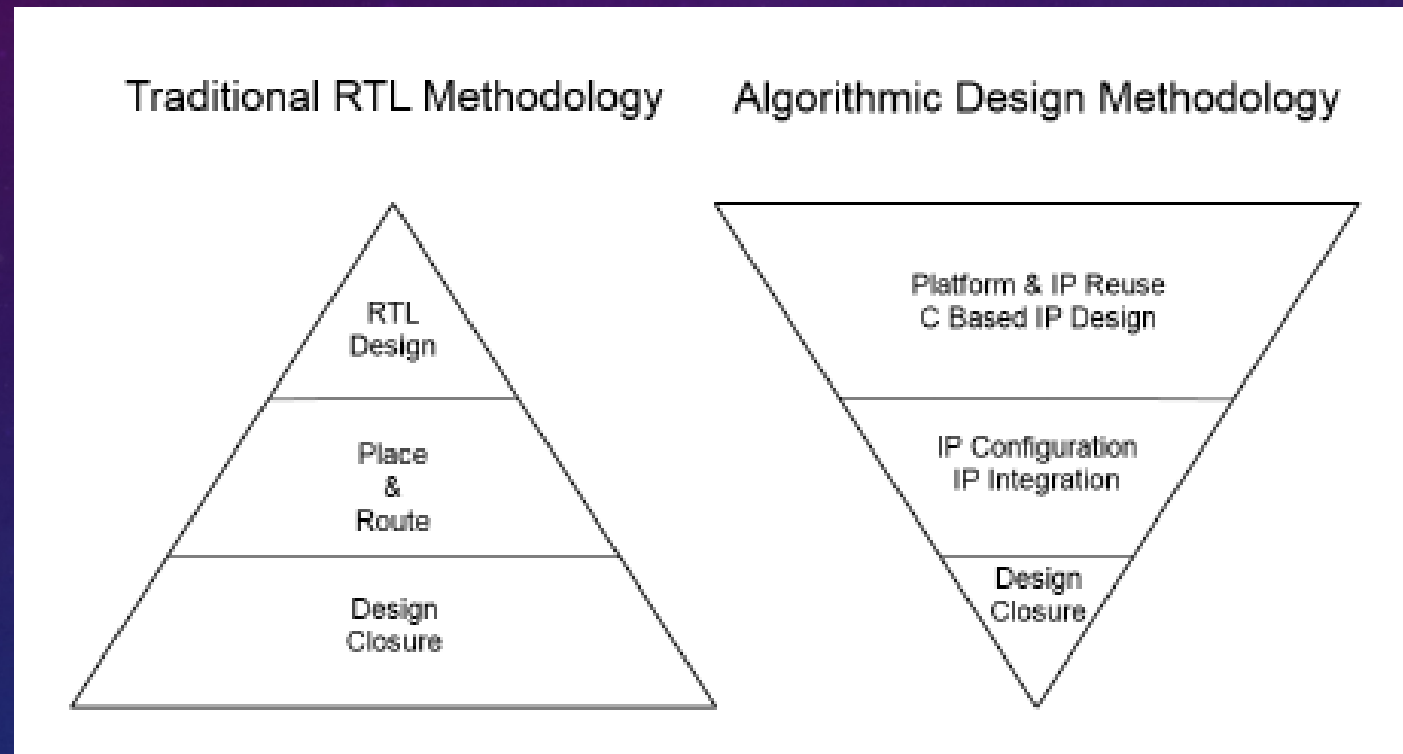 Traditional RTL Methodology
Algorithmic Design Methodology
RTL
Design
Place
&
Route
Design
Closure
Platform & IP Reuse
C Based IP Design
IP Configuration
IP Integration
Design
Closure